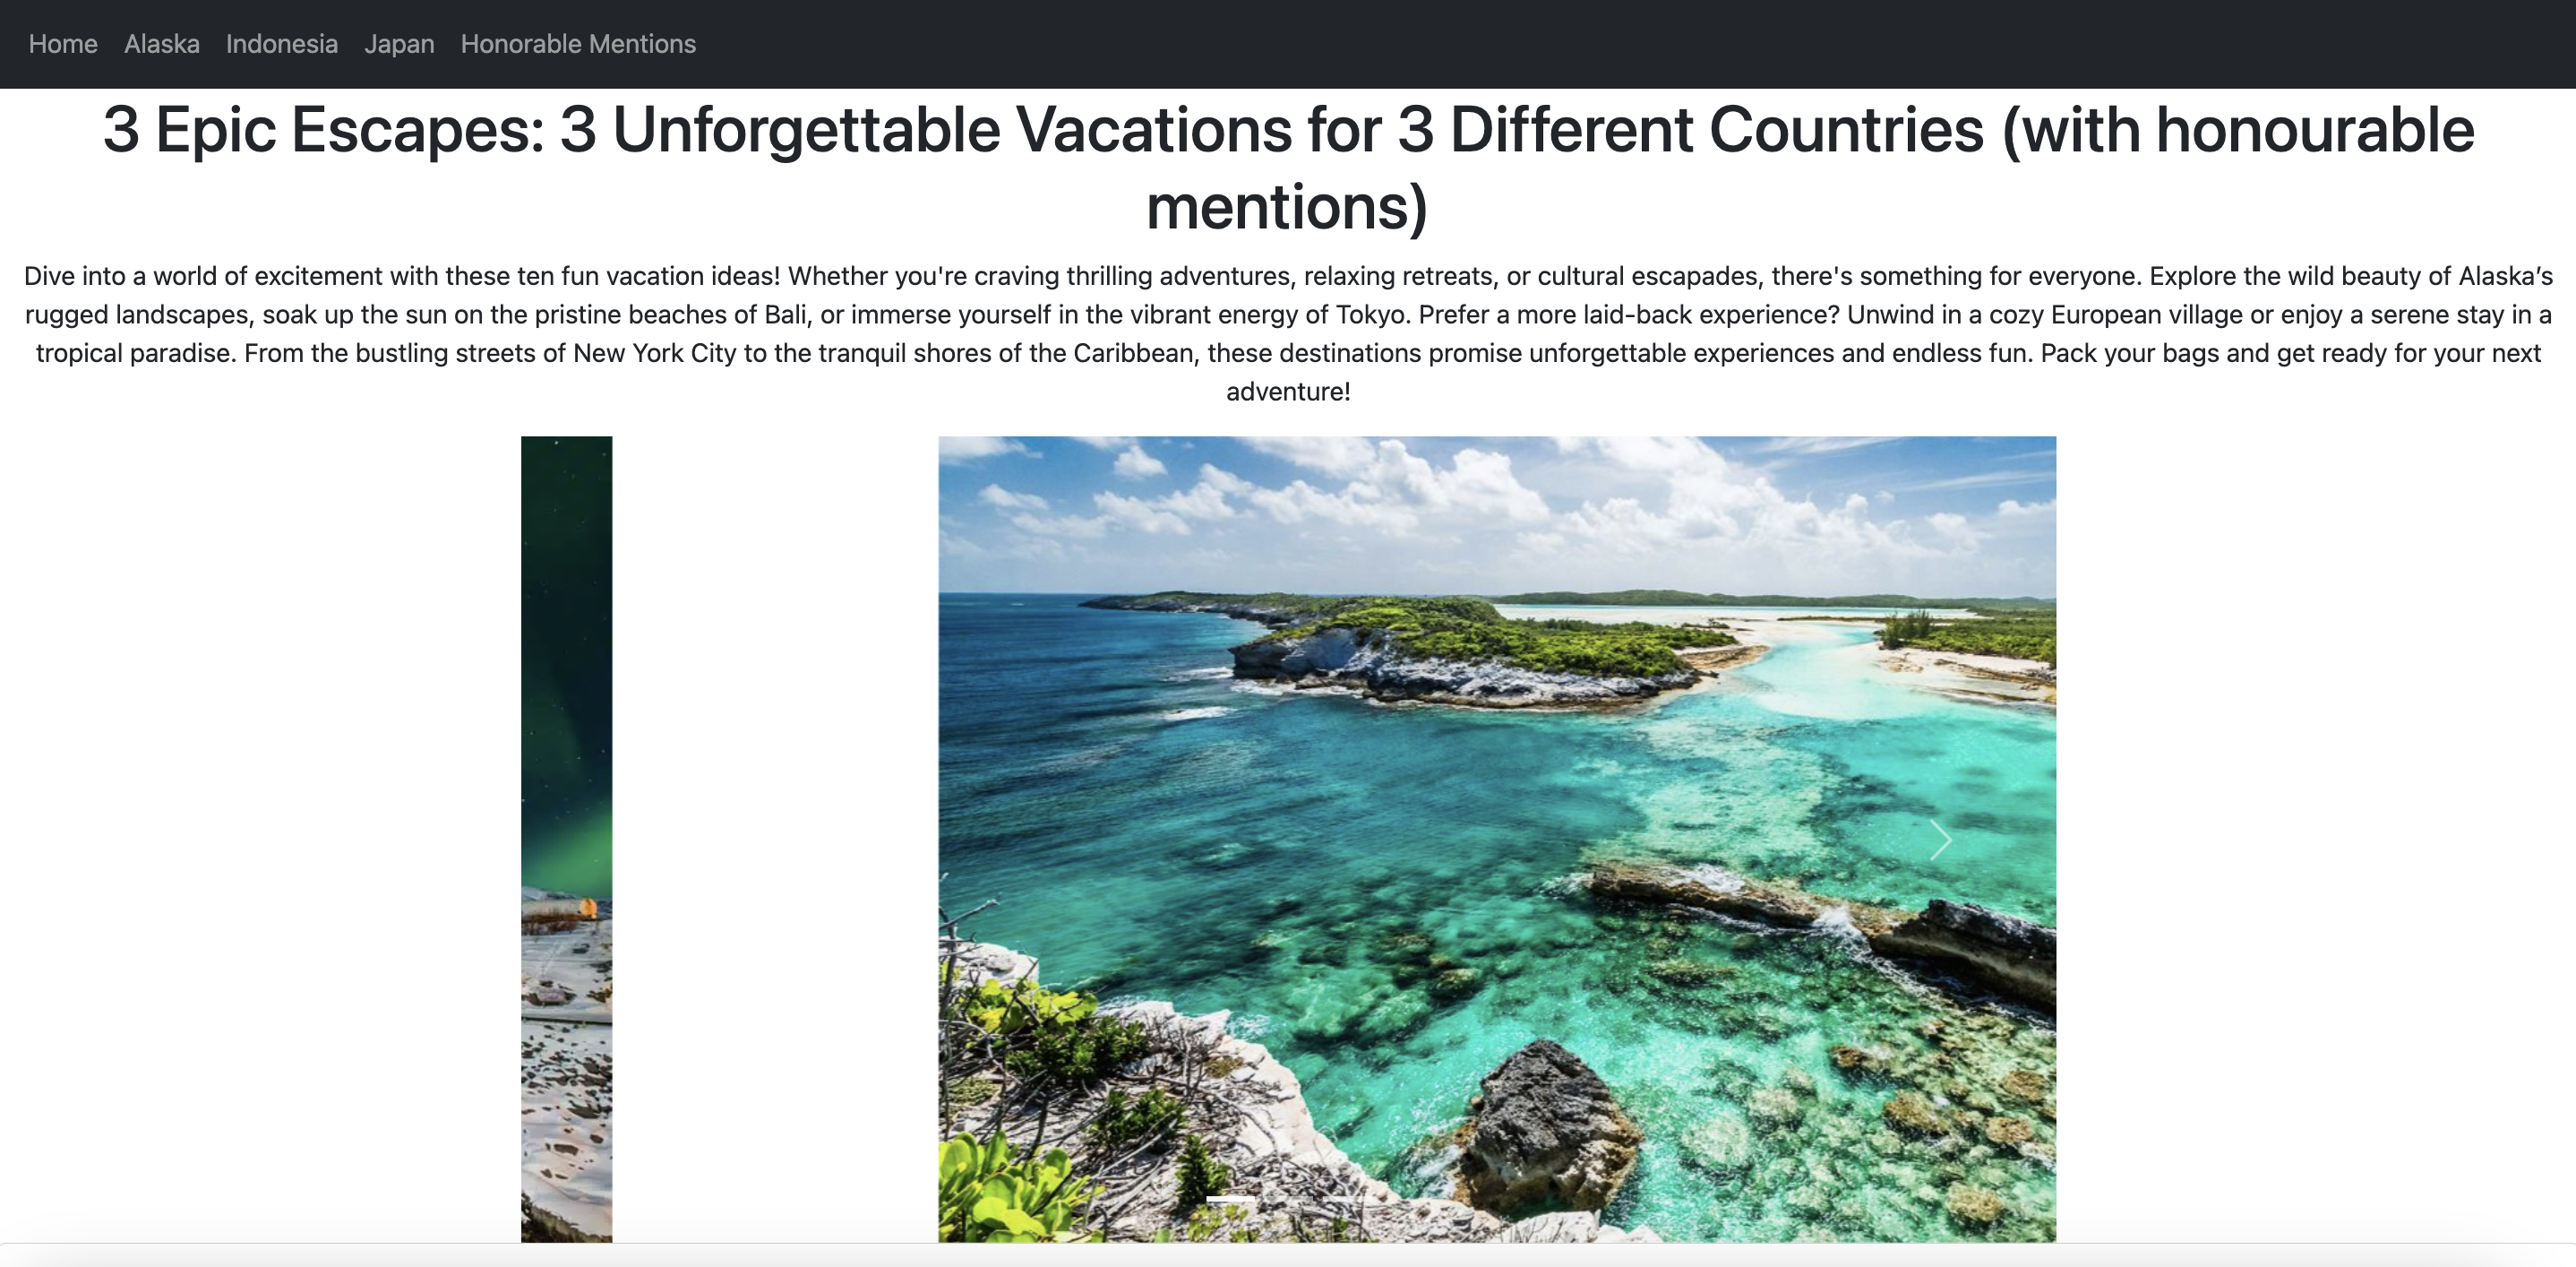 Home Alaska Indonesia Japan Honorable Mentions
3 Epic Escapes: 3 Unforgettable Vacations for 3 Different Countries (with honourable
mentions)
Dive into a world of excitement with these ten fun vacation ideas! Whether you're craving thrilling adventures, relaxing retreats, or cultural escapades, there's something for everyone. Explore the wild beauty of Alaska’s
rugged landscapes, soak up the sun on the pristine beaches of Bali, or immerse yourself in the vibrant energy of Tokyo. Prefer a more laid-back experience? Unwind in a cozy European village or enjoy a serene stay in a
tropical paradise. From the bustling streets of New York City to the tranquil shores of the Caribbean, these destinations promise unforgettable experiences and endless fun. Pack your bags and get ready for your next
adventure!